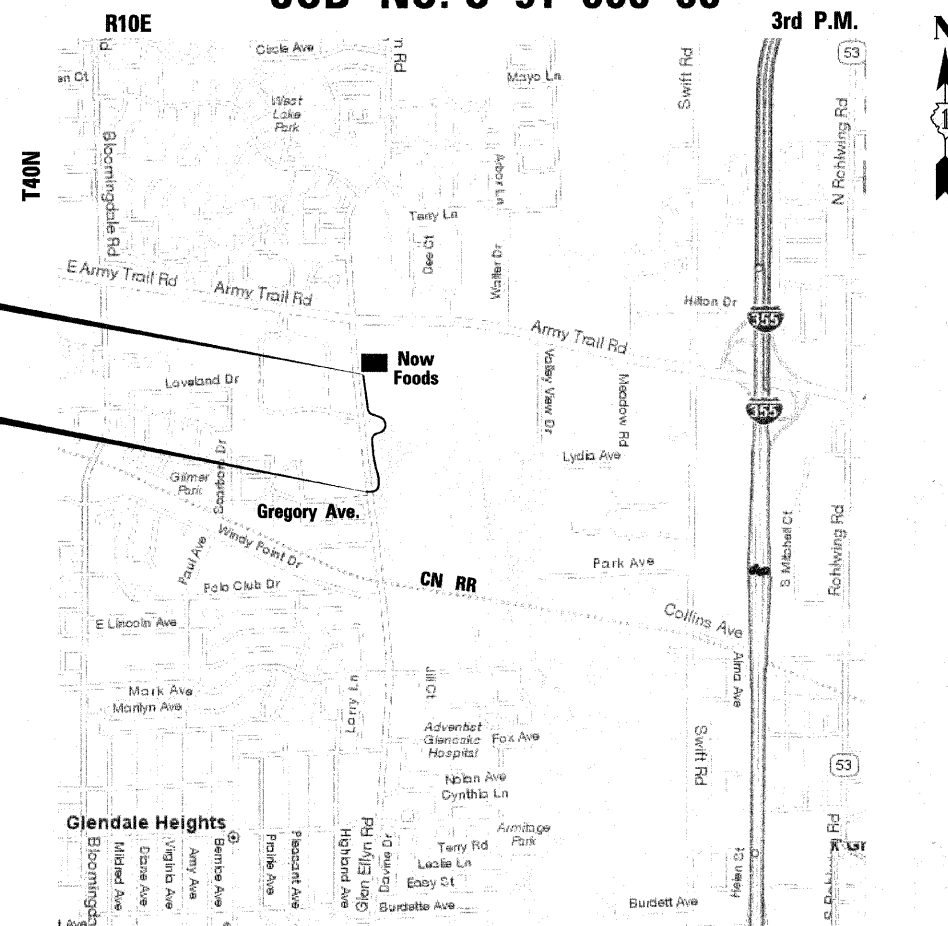 R10E
3rd P.M.
T40N
Circle Ave
n Rd
Mayo Ln
Swift Rd
53
an Ct
West
Lake
Park
N Rohlwing Rd
Bloomingdale Rd
Arbor Ln
Terry Ln
Dee Ct
Walter Dr
E Army Trail Rd
Army Trail Rd
Hilton Dr
355
Army Trail Rd
Now
Foods
Loveland Dr
Valley View Dr
Meadow Rd
355
Lydia Ave
Scarboro Dr
Gilmer
Park
Gregory Ave.
Windy Point Dr
Paul Ave
Polo Club Dr
CN RR
Park Ave
S Mitchell Ct
Rohlwing Rd
Collins Ave
E Lincoln Ave
Alma Ave
Mark Ave
Marilyn Ave
Larry Ln
Jill Ct
Adventist
Glenoaks
Hospital
Fox Ave
Swift Rd
53
Nolan Ave
Cynthia Ln
Glendale Heights
Armitage
Park
Terry Rd
Leslie Ln
Easy St
Burdette Ave
Burdett Ave
Mildred Ave
Diane Ave
Virginia Ave
Amy Ave
Bernice Ave
Prairie Ave
Pleasant Ave
Highland Ave
Glen Ellyn Rd
Davine Dr
Helen Ct